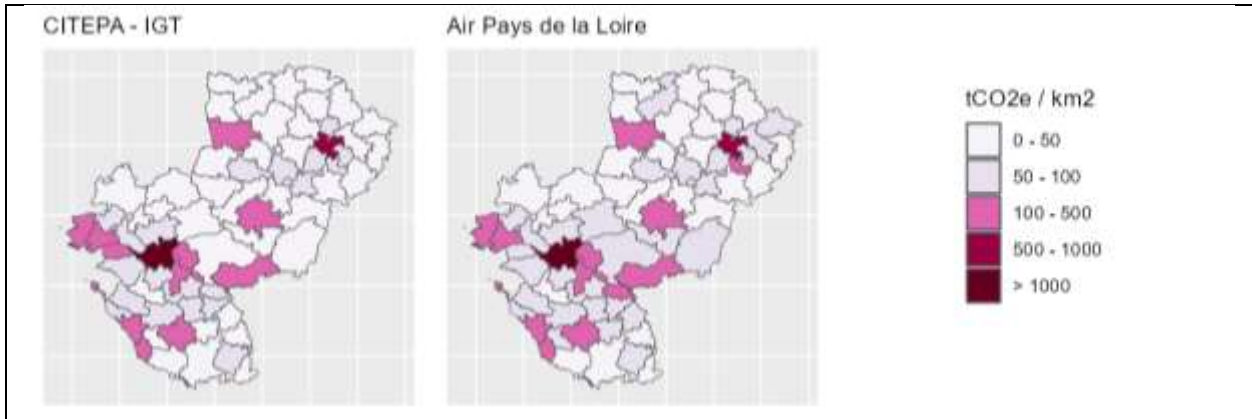 CITEPA - IGT
Air Pays de la Loire
tCO2e / km2
0 - 50
50 - 100
100 - 500
500 - 1000
> 1000